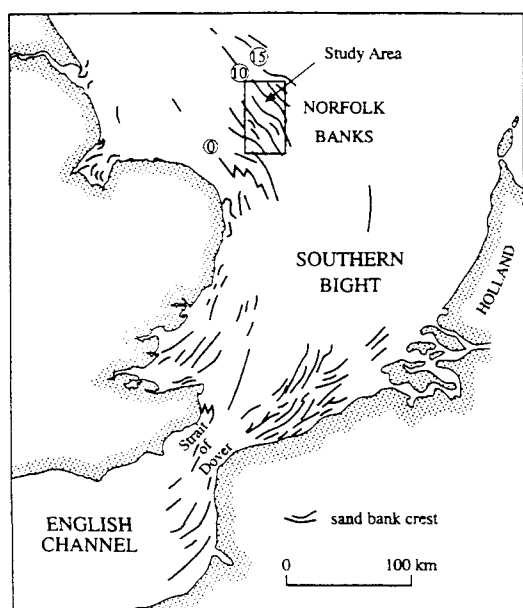 15
10
Study Area
NORFOLK
BANKS
0
SOUTHERN
BIGHT
HOLLAND
Strait
of
Dover
ENGLISH
CHANNEL
sand bank crest
0 100 km